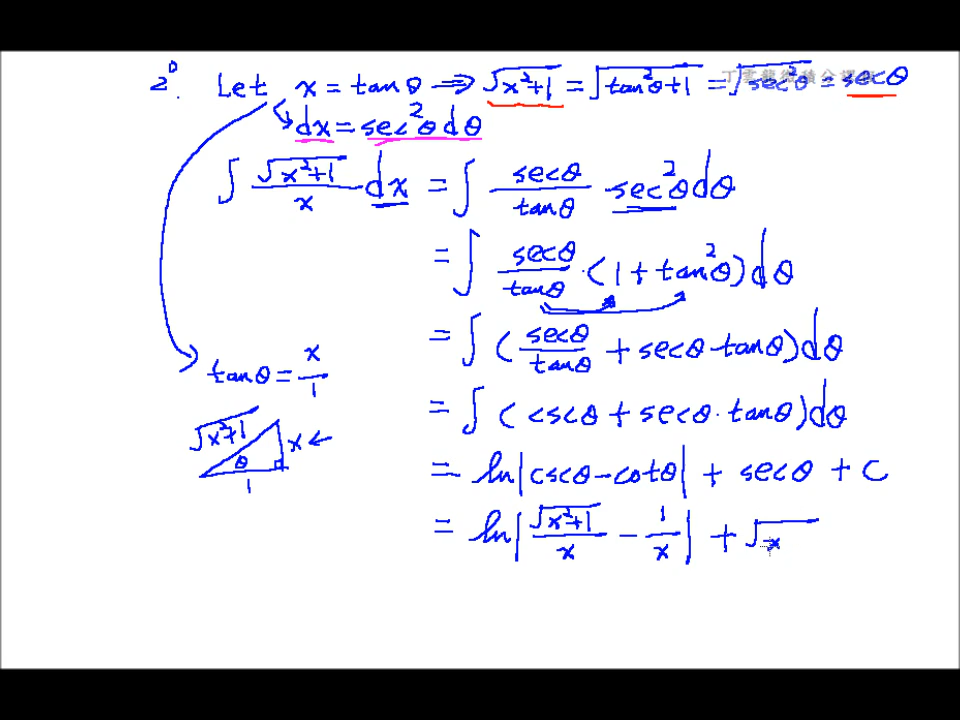 2°. Let x = tanθ ⇒ √(x²+1) = √(tan²θ+1) = √(sec²θ) = secθ
dx = sec²θ dθ
∫ √(x²+1)/x dx = ∫ secθ/tanθ sec²θ dθ
= ∫ secθ/tanθ · (1 + tan²θ) dθ
= ∫ (secθ/tanθ + secθ·tanθ) dθ
tanθ = x/1
= ∫ (cscθ + secθ·tanθ) dθ
√(x²+1) x ←
θ
1
= ln|cscθ - cotθ| + secθ + C
= ln|√(x²+1)/x - 1/x| + √x